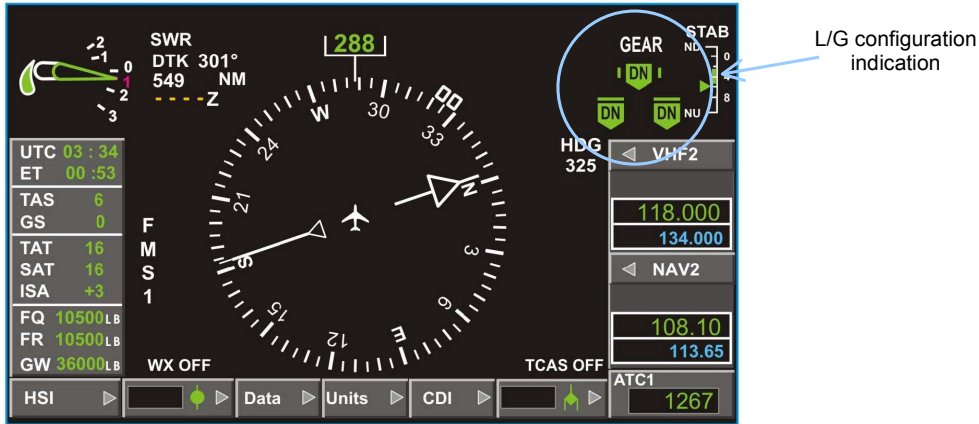 L/G configuration
indication
-2
-1
0
1
2
3
SWR
DTK 301°
549 NM
----Z
288
GEAR
DN
DN DN
STAB
ND
0
8
NU
HDG
325
W 30 33 N 3 6 E 12 15 S 21 24
UTC 03 : 34
ET 00 :53
TAS 6
GS 0
TAT 16
SAT 16
ISA +3
FQ 10500LB
FR 10500LB
GW 36000LB
F
M
S
1
WX OFF
TCAS OFF
VHF2
118.000
134.000
NAV2
108.10
113.65
ATC1
1267
HSI
Data
Units
CDI